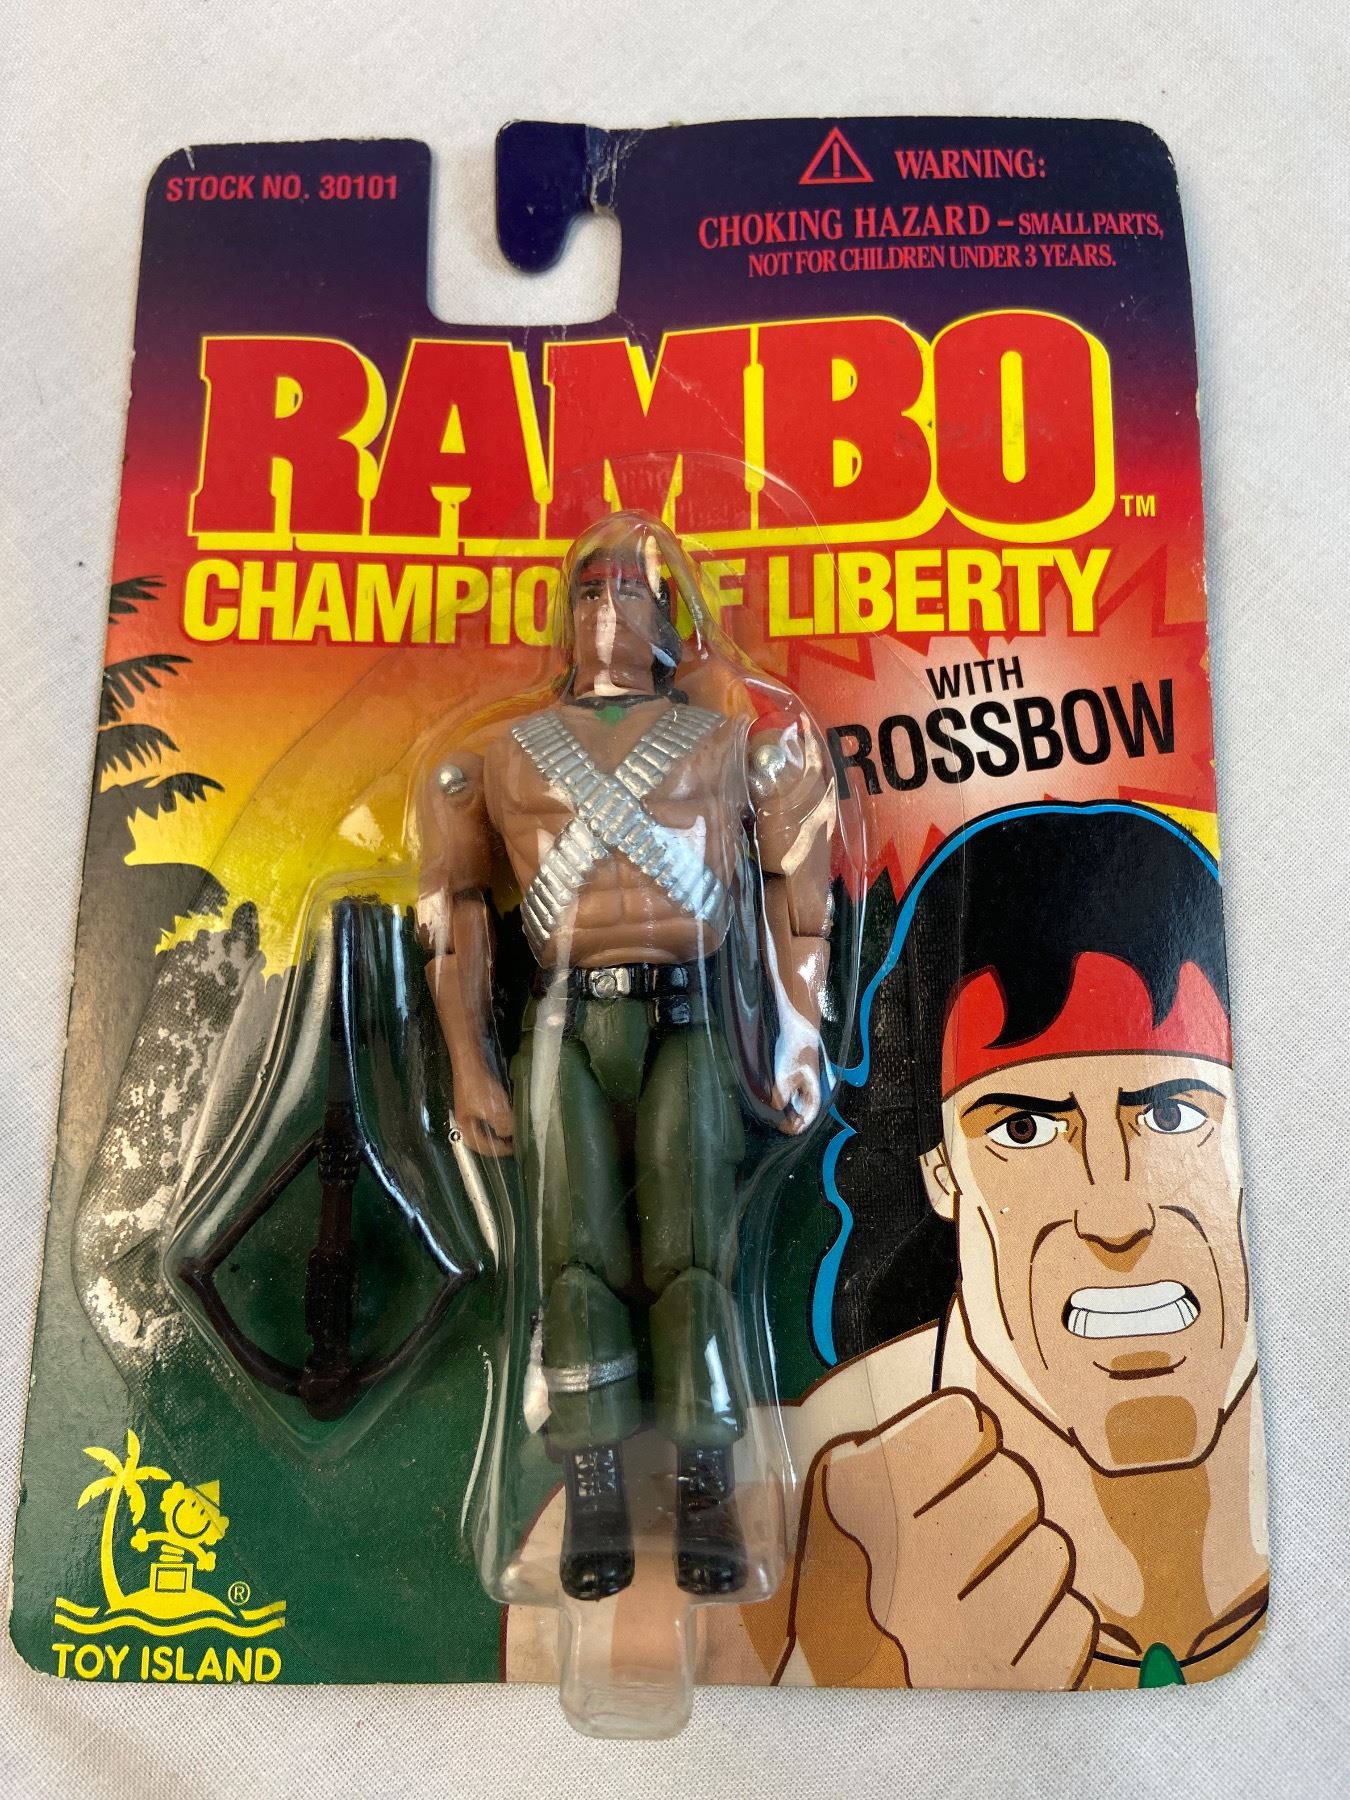 STOCK NO. 30101
WARNING:
CHOKING HAZARD – SMALL PARTS,
NOT FOR CHILDREN UNDER 3 YEARS.
RAMBO TM
CHAMPIO OF LIBERTY
WITH
ROSSBOW
®
TOY ISLAND